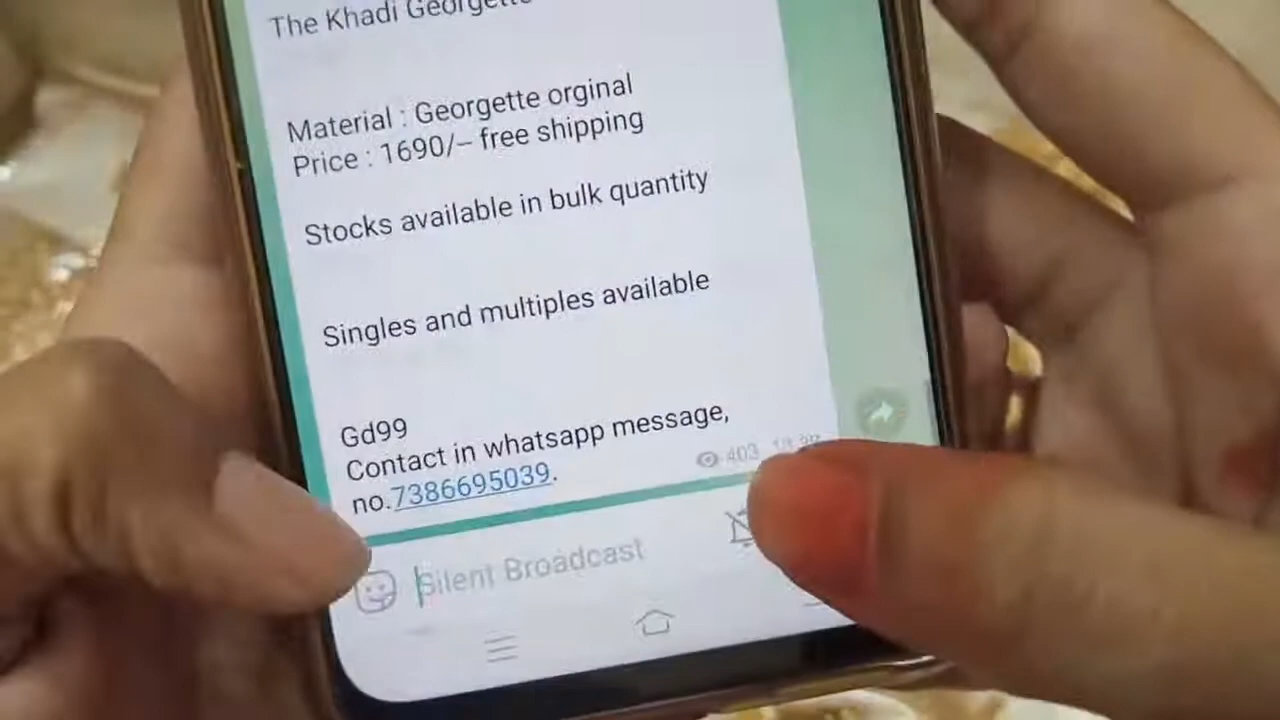 The Khadi Georgette
Material : Georgette orginal
Price : 1690/– free shipping
Stocks available in bulk quantity
Singles and multiples available
Gd99
Contact in whatsapp message,
no.7386695039.
403
Silent Broadcast